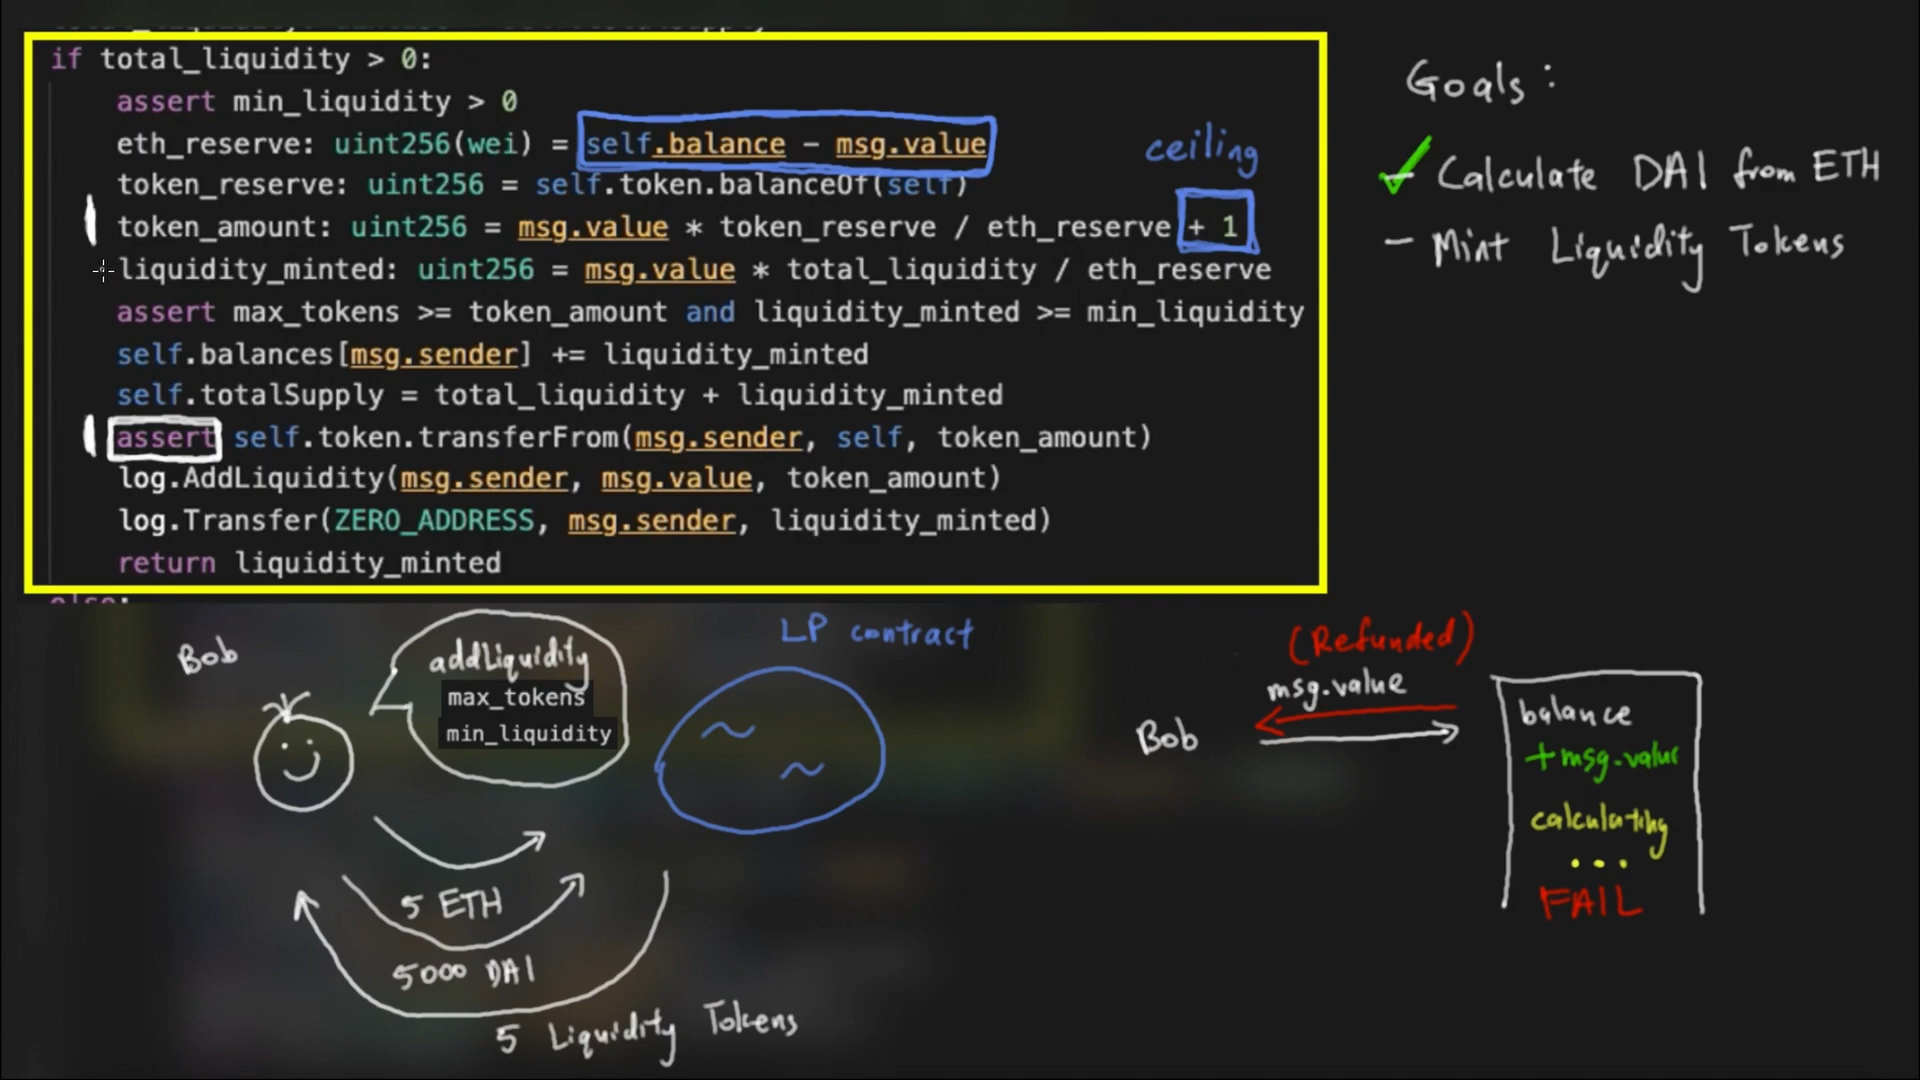 if total_liquidity > 0:
assert min_liquidity > 0
eth_reserve: uint256(wei) = self.balance - msg.value
token_reserve: uint256 = self.token.balanceOf(self)
token_amount: uint256 = msg.value * token_reserve / eth_reserve + 1
liquidity_minted: uint256 = msg.value * total_liquidity / eth_reserve
assert max_tokens >= token_amount and liquidity_minted >= min_liquidity
self.balances[msg.sender] += liquidity_minted
self.totalSupply = total_liquidity + liquidity_minted
assert self.token.transferFrom(msg.sender, self, token_amount)
log.AddLiquidity(msg.sender, msg.value, token_amount)
log.Transfer(ZERO_ADDRESS, msg.sender, liquidity_minted)
return liquidity_minted
else:
ceiling
Goals:
- Calculate DAI from ETH
- Mint Liquidity Tokens
Bob
addLiquidity
max_tokens
min_liquidity
LP contract
5 ETH
5000 DAI
5 Liquidity Tokens
(Refunded)
msg.value
Bob
balance
+msg.value
calculating
...
FAIL